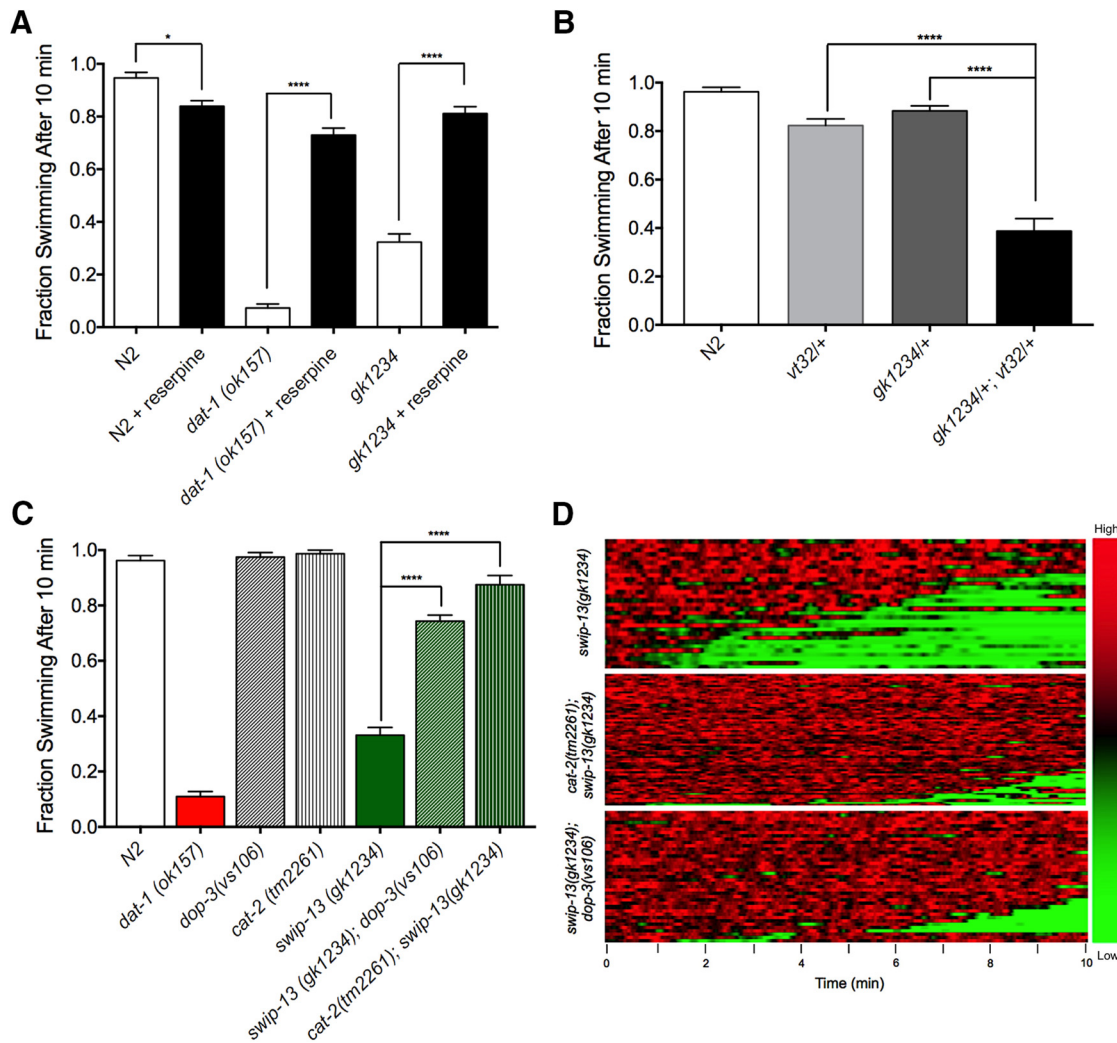 A
Fraction Swimming After 10 min
1.0
0.8
0.6
0.4
0.2
0.0
*
****
****
N2
N2 + reserpine
dat-1 (ok157)
dat-1 (ok157) + reserpine
gk1234
gk1234 + reserpine
B
Fraction Swimming After 10 min
1.0
0.8
0.6
0.4
0.2
0.0
****
****
N2
vt32/+
gk1234/+
gk1234/+; vt32/+
C
Fraction Swimming After 10 min
1.0
0.8
0.6
0.4
0.2
0.0
****
****
N2
dat-1 (ok157)
dop-3(vs106)
cat-2 (tm2261)
swip-13 (gk1234)
swip-13 (gk1234); dop-3(vs106)
cat-2(tm2261); swip-13(gk1234)
D
swip-13(gk1234)
cat-2(tm2261);
swip-13(gk1234)
swip-13(gk1234);
dop-3(vs106)
0
2
4
6
8
10
Time (min)
High
Low